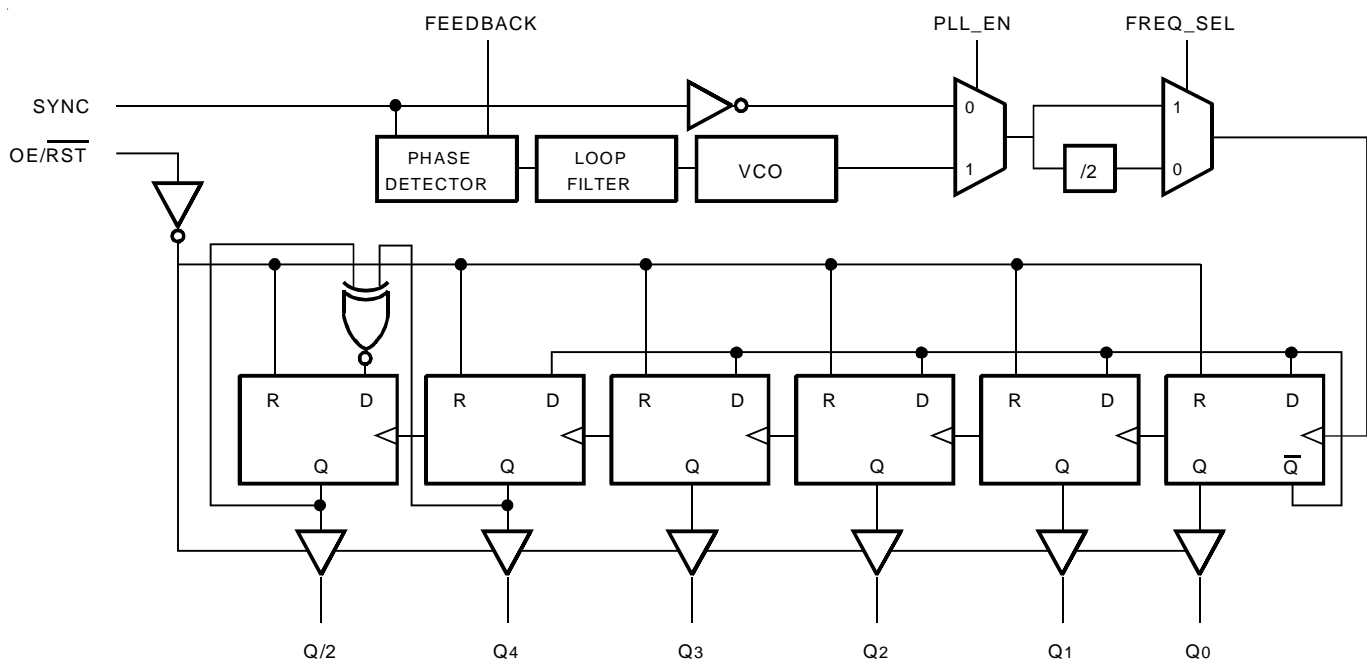 FEEDBACK
PLL_EN
FREQ_SEL
SYNC
OE/R̅S̅T̅
0
1
1
0
PHASE
DETECTOR
LOOP
FILTER
VCO
/2
R D
R D
R D
R D
R D
R D
Q
Q
Q
Q
Q
Q Q̅
Q/2
Q4
Q3
Q2
Q1
Q0